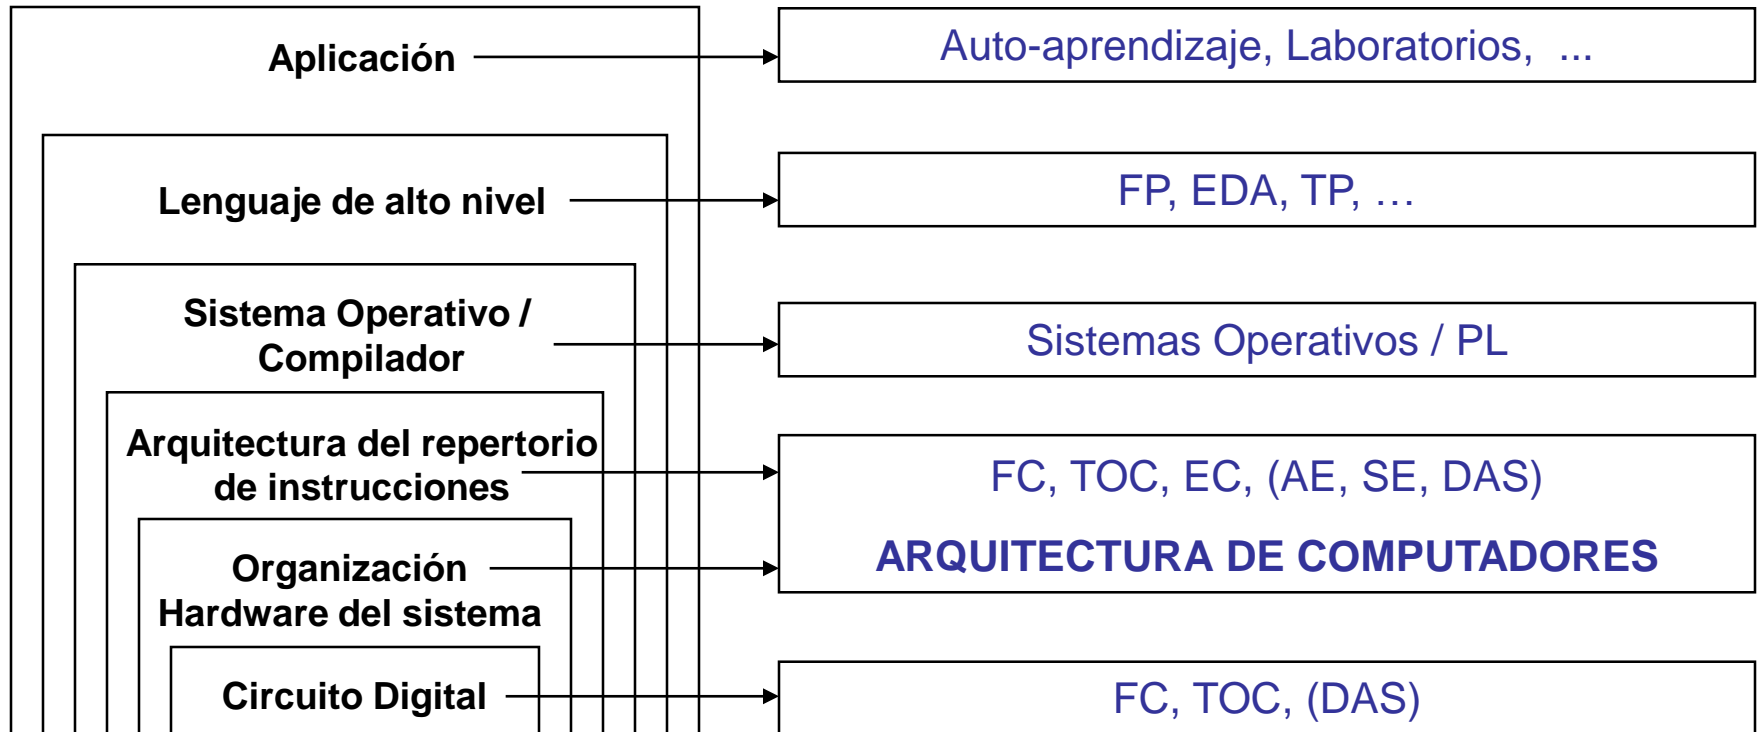 Aplicación
Auto-aprendizaje, Laboratorios, ...
Lenguaje de alto nivel
FP, EDA, TP, …
Sistema Operativo /
Compilador
Sistemas Operativos / PL
Arquitectura del repertorio
de instrucciones
FC, TOC, EC, (AE, SE, DAS)
ARQUITECTURA DE COMPUTADORES
Organización
Hardware del sistema
Circuito Digital
FC, TOC, (DAS)